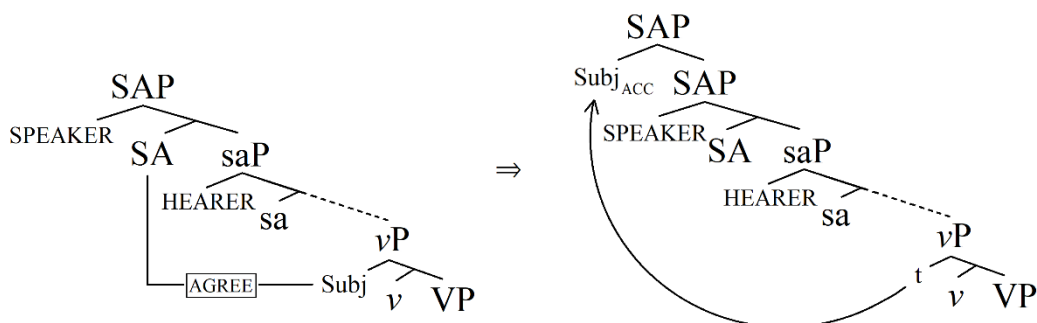 SAP
SPEAKER
SA
saP
HEARER
sa
vP
AGREE
Subj
v
VP
⇒
SAP
Subj_ACC
SAP
SPEAKER
SA
saP
HEARER
sa
vP
t
v
VP